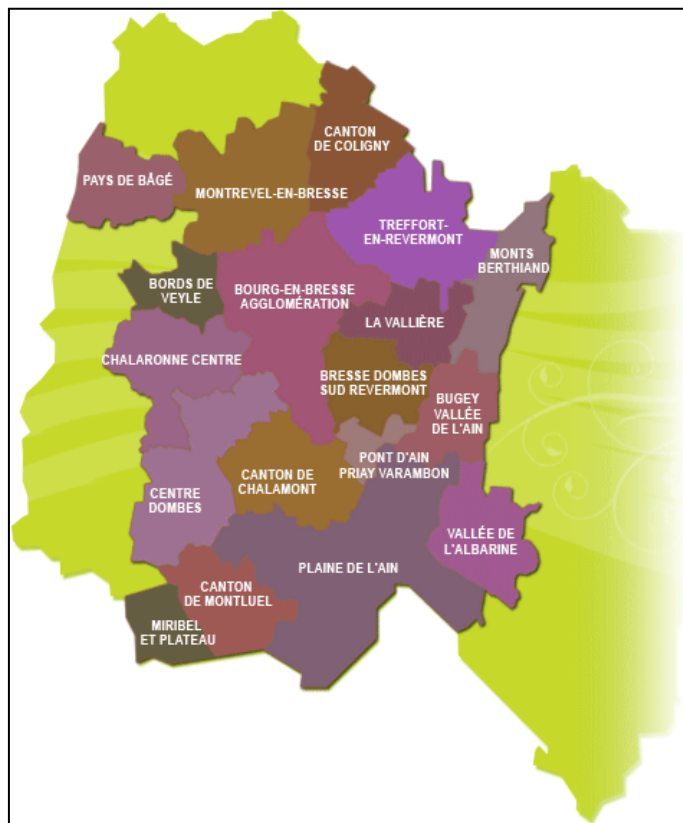 CANTON
DE COLIGNY
PAYS DE BÂGÉ
MONTREVEL-EN-BRESSE
TREFFORT-
EN-REVERMONT
MONTS
BERTHIAND
BORDS DE
VEYLE
BOURG-EN-BRESSE
AGGLOMÉRATION
LA VALLIÈRE
CHALARONNE CENTRE
BRESSE DOMBES
SUD REVERMONT
BUGEY
VALLÉE
DE L'AIN
PONT D'AIN
PRIAY VARAMBON
CANTON DE
CHALAMONT
CENTRE
DOMBES
VALLÉE DE
L'ALBARINE
PLAINE DE L'AIN
CANTON
DE MONTLUEL
MIRIBEL
ET PLATEAU